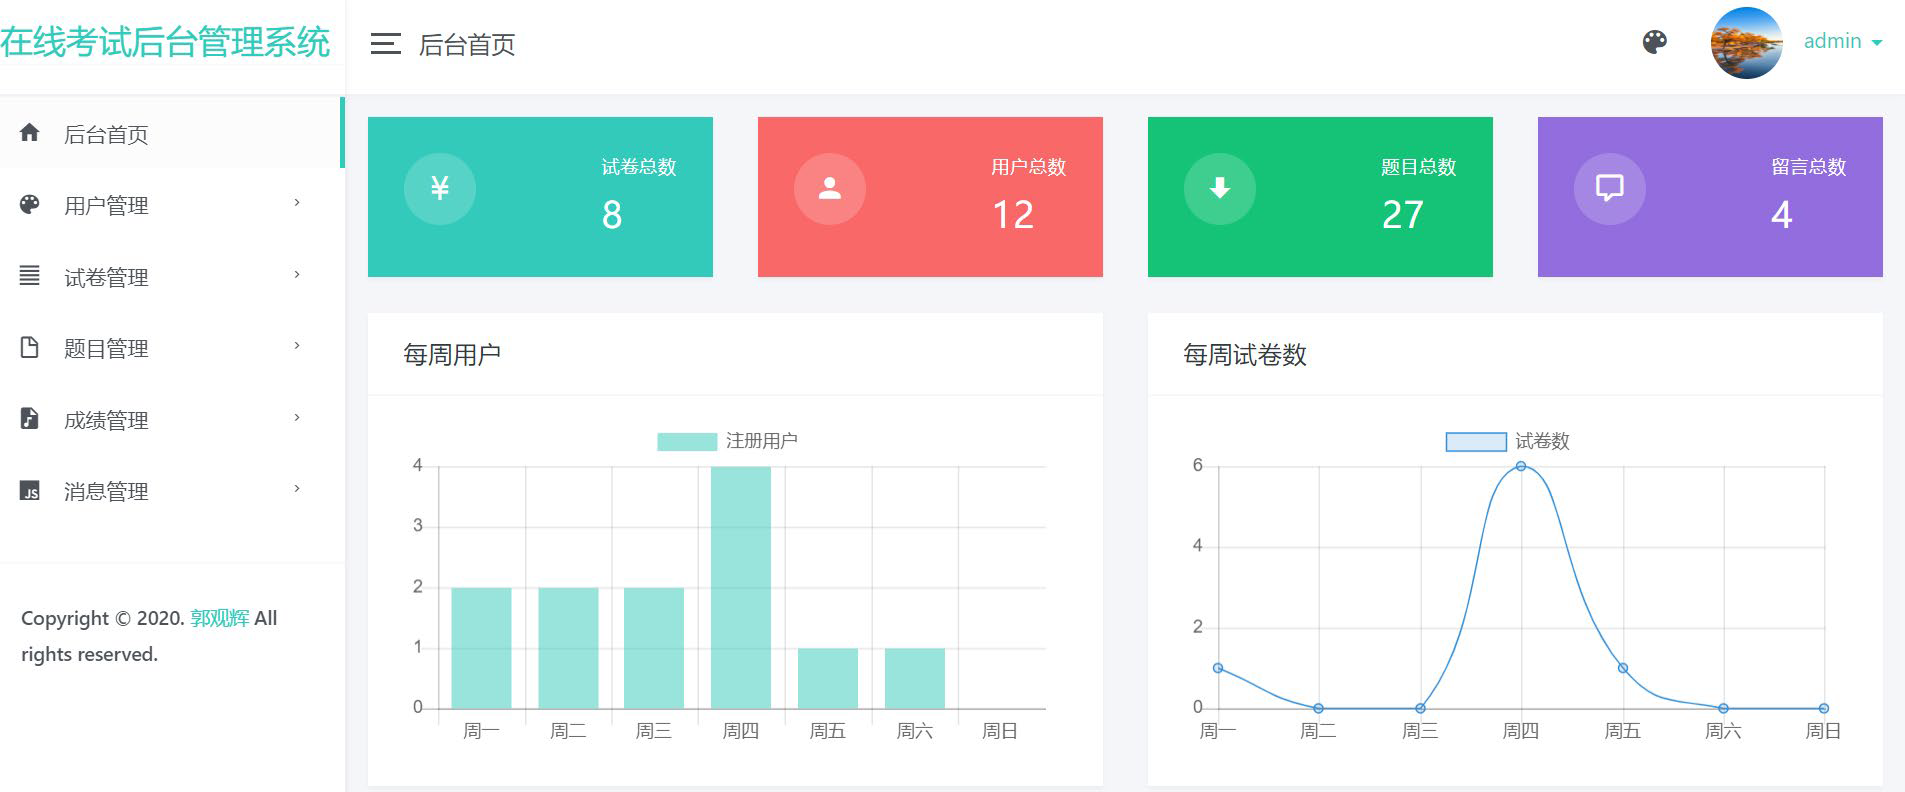 在线考试后台管理系统
后台首页
admin
后台首页
用户管理
试卷管理
题目管理
成绩管理
JS
消息管理
Copyright © 2020. 郭观辉 All
rights reserved.
¥
试卷总数
8
用户总数
12
题目总数
27
留言总数
4
每周用户
注册用户
4
3
2
1
0
周一 周二 周三 周四 周五 周六 周日
每周试卷数
试卷数
6
4
2
0
周一 周二 周三 周四 周五 周六 周日